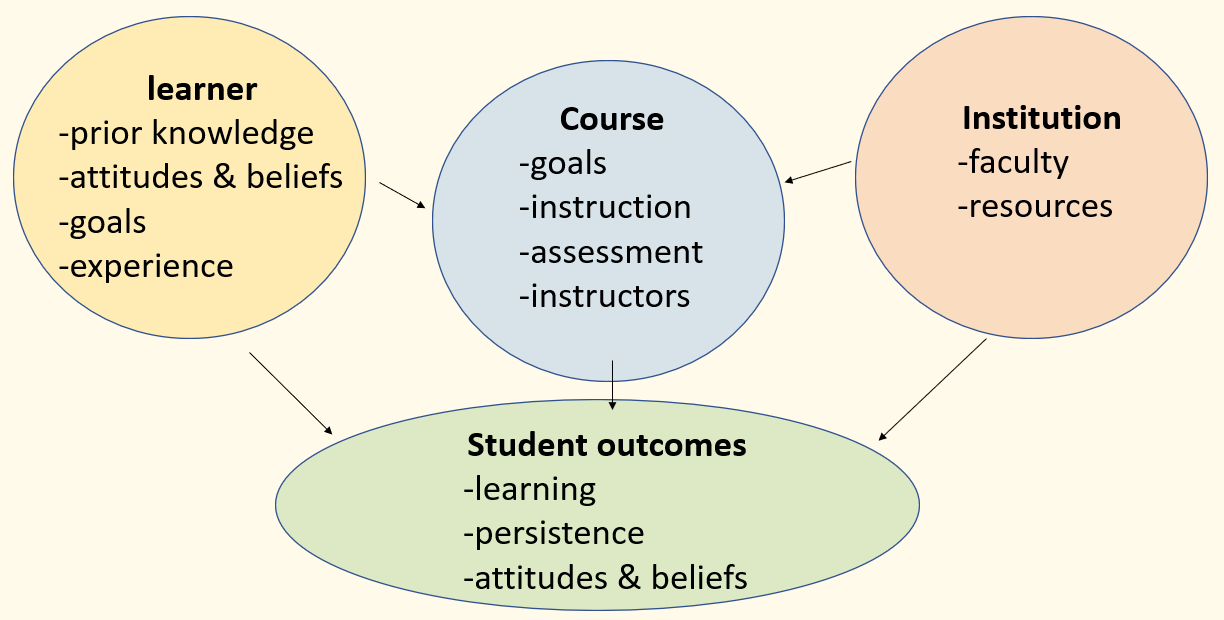 learner
-prior knowledge
-attitudes & beliefs
-goals
-experience
Course
-goals
-instruction
-assessment
-instructors
Institution
-faculty
-resources
Student outcomes
-learning
-persistence
-attitudes & beliefs